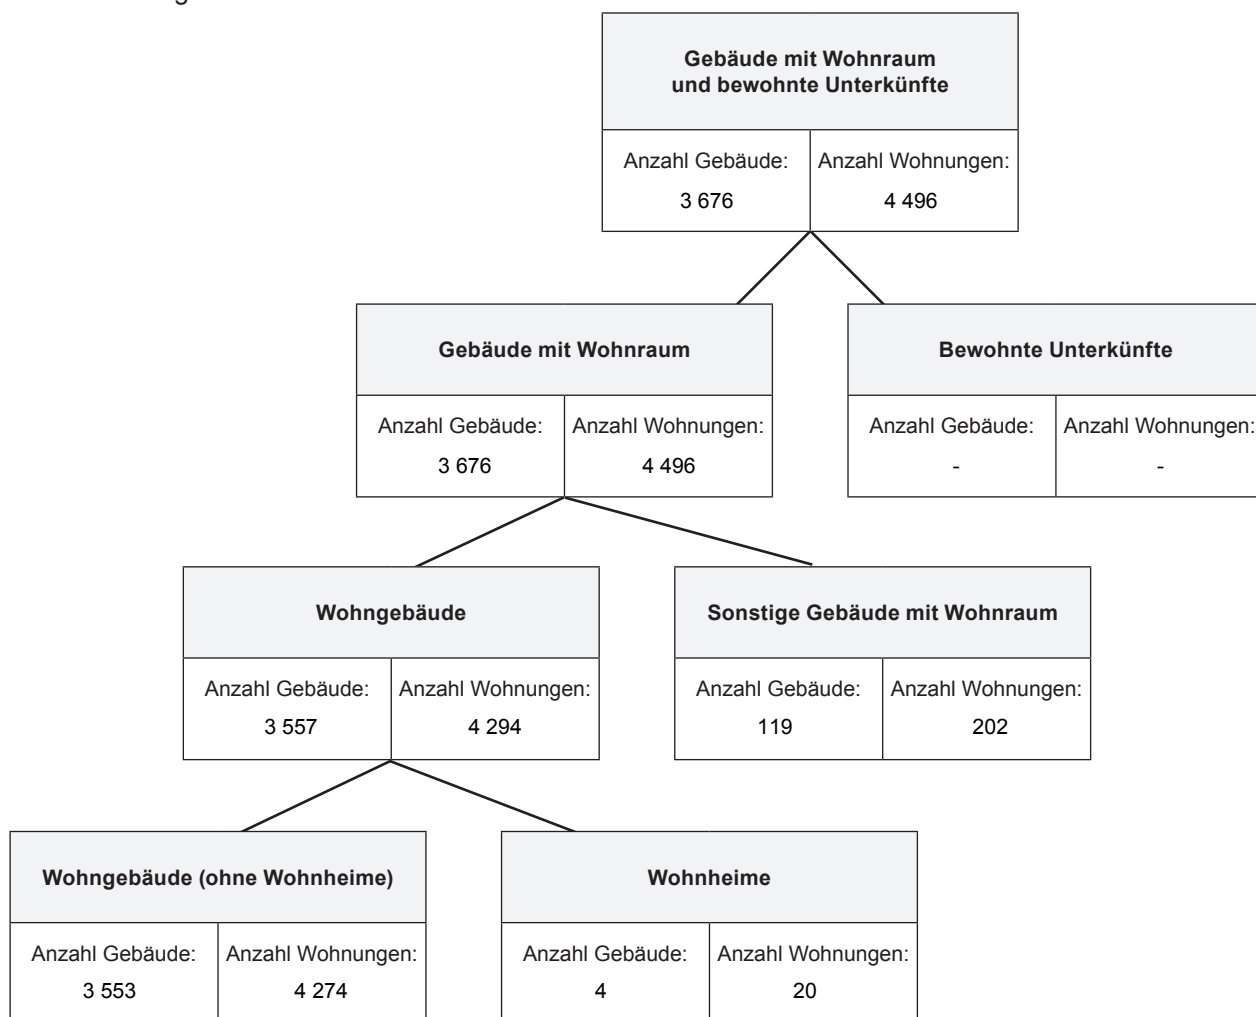 Gebäude mit Wohnraum
und bewohnte Unterkünfte
Anzahl Gebäude: Anzahl Wohnungen:
3 676 4 496
Gebäude mit Wohnraum
Anzahl Gebäude: Anzahl Wohnungen:
3 676 4 496
Bewohnte Unterkünfte
Anzahl Gebäude: Anzahl Wohnungen:
- -
Wohngebäude
Anzahl Gebäude: Anzahl Wohnungen:
3 557 4 294
Sonstige Gebäude mit Wohnraum
Anzahl Gebäude: Anzahl Wohnungen:
119 202
Wohngebäude (ohne Wohnheime)
Anzahl Gebäude: Anzahl Wohnungen:
3 553 4 274
Wohnheime
Anzahl Gebäude: Anzahl Wohnungen:
4 20